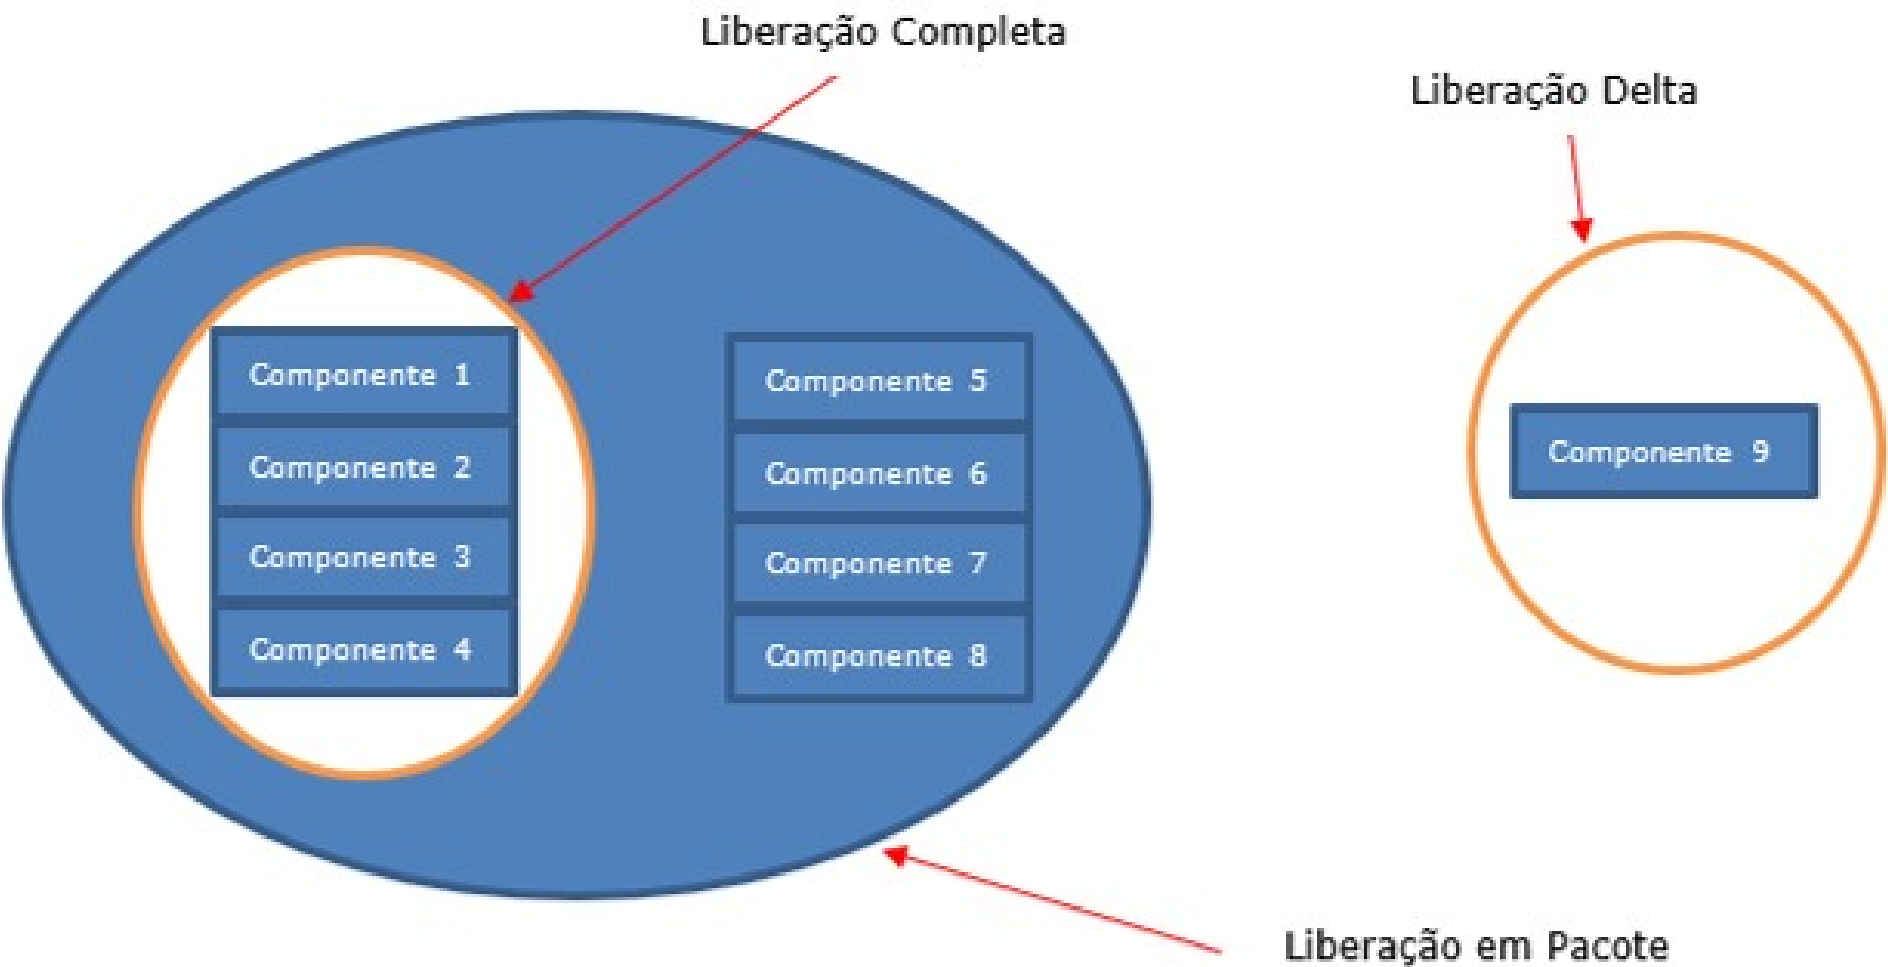 Liberação Completa
Liberação Delta
Componente 1
Componente 2
Componente 3
Componente 4
Componente 5
Componente 6
Componente 7
Componente 8
Componente 9
Liberação em Pacote